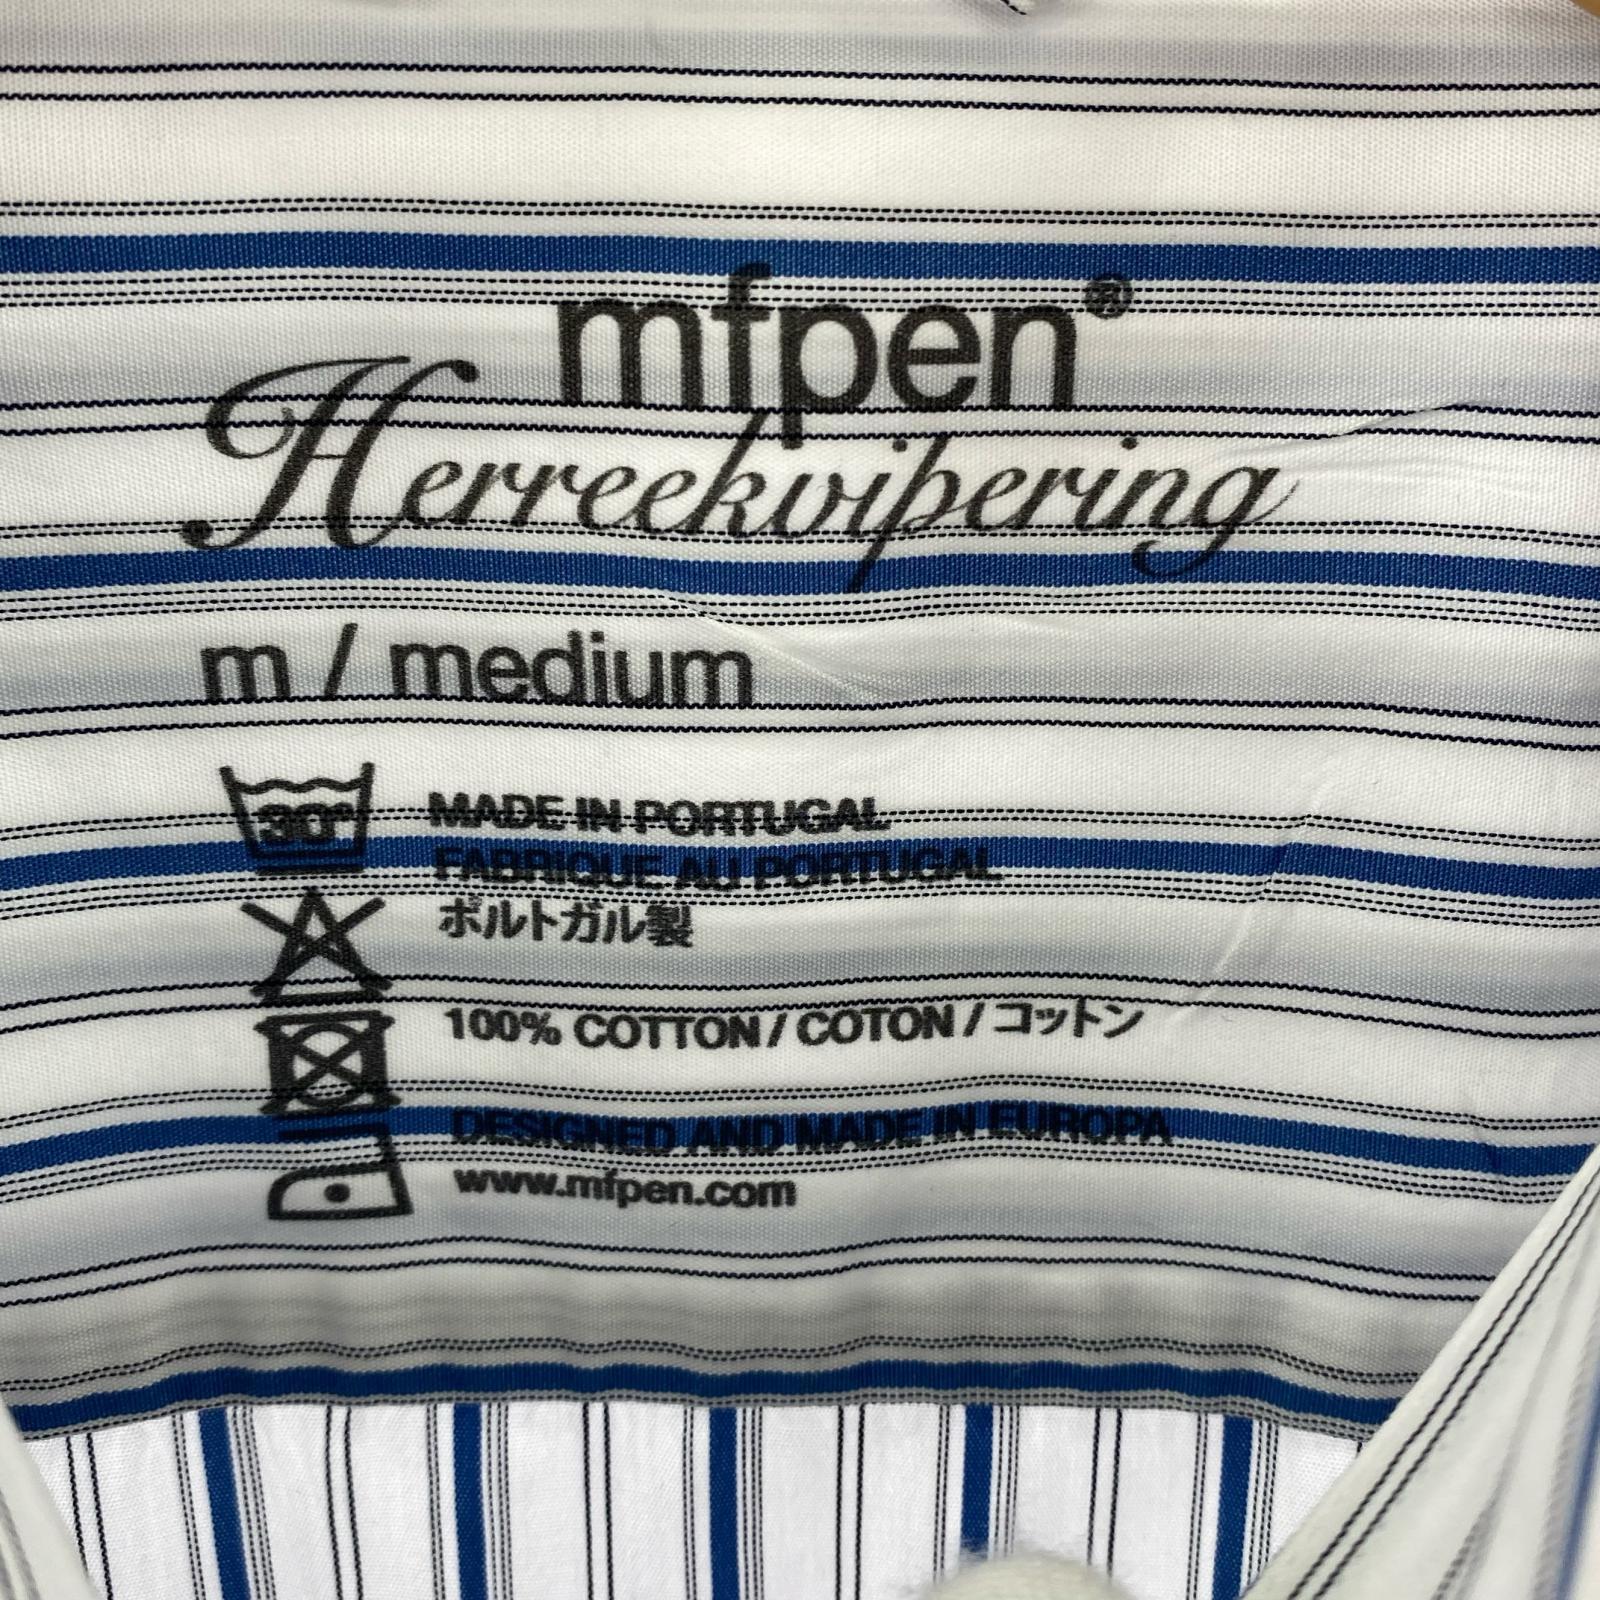 mfpen®
Herreekvipering
m / medium
30°
MADE IN PORTUGAL
FABRIQUE AU PORTUGAL
ポルトガル製
100% COTTON / COTON / コットン
DESIGNED AND MADE IN EUROPA
www.mfpen.com